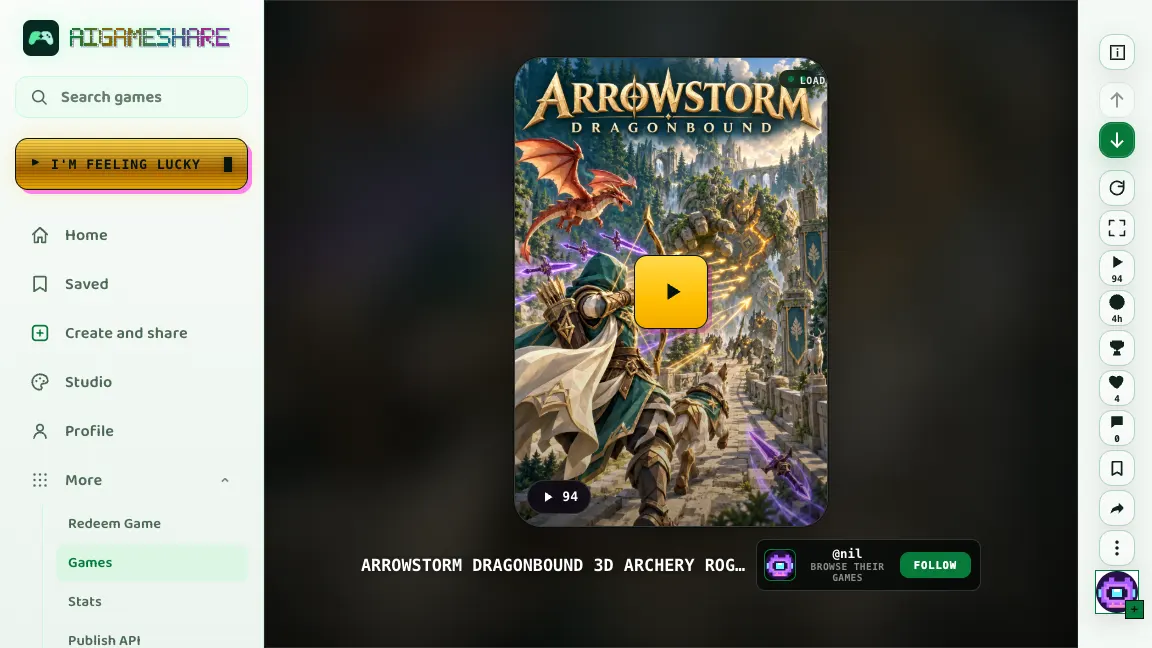 AIGAMESHARE
Search games
I'M FEELING LUCKY
Home
Saved
Create and share
Studio
Profile
More
Redeem Game
Games
Stats
Publish API
ARROWSTORM
DRAGONBOUND
LOAD
94
ARROWSTORM DRAGONBOUND 3D ARCHERY ROG…
@nil
BROWSE THEIR
GAMES
FOLLOW
94
4h
4
0